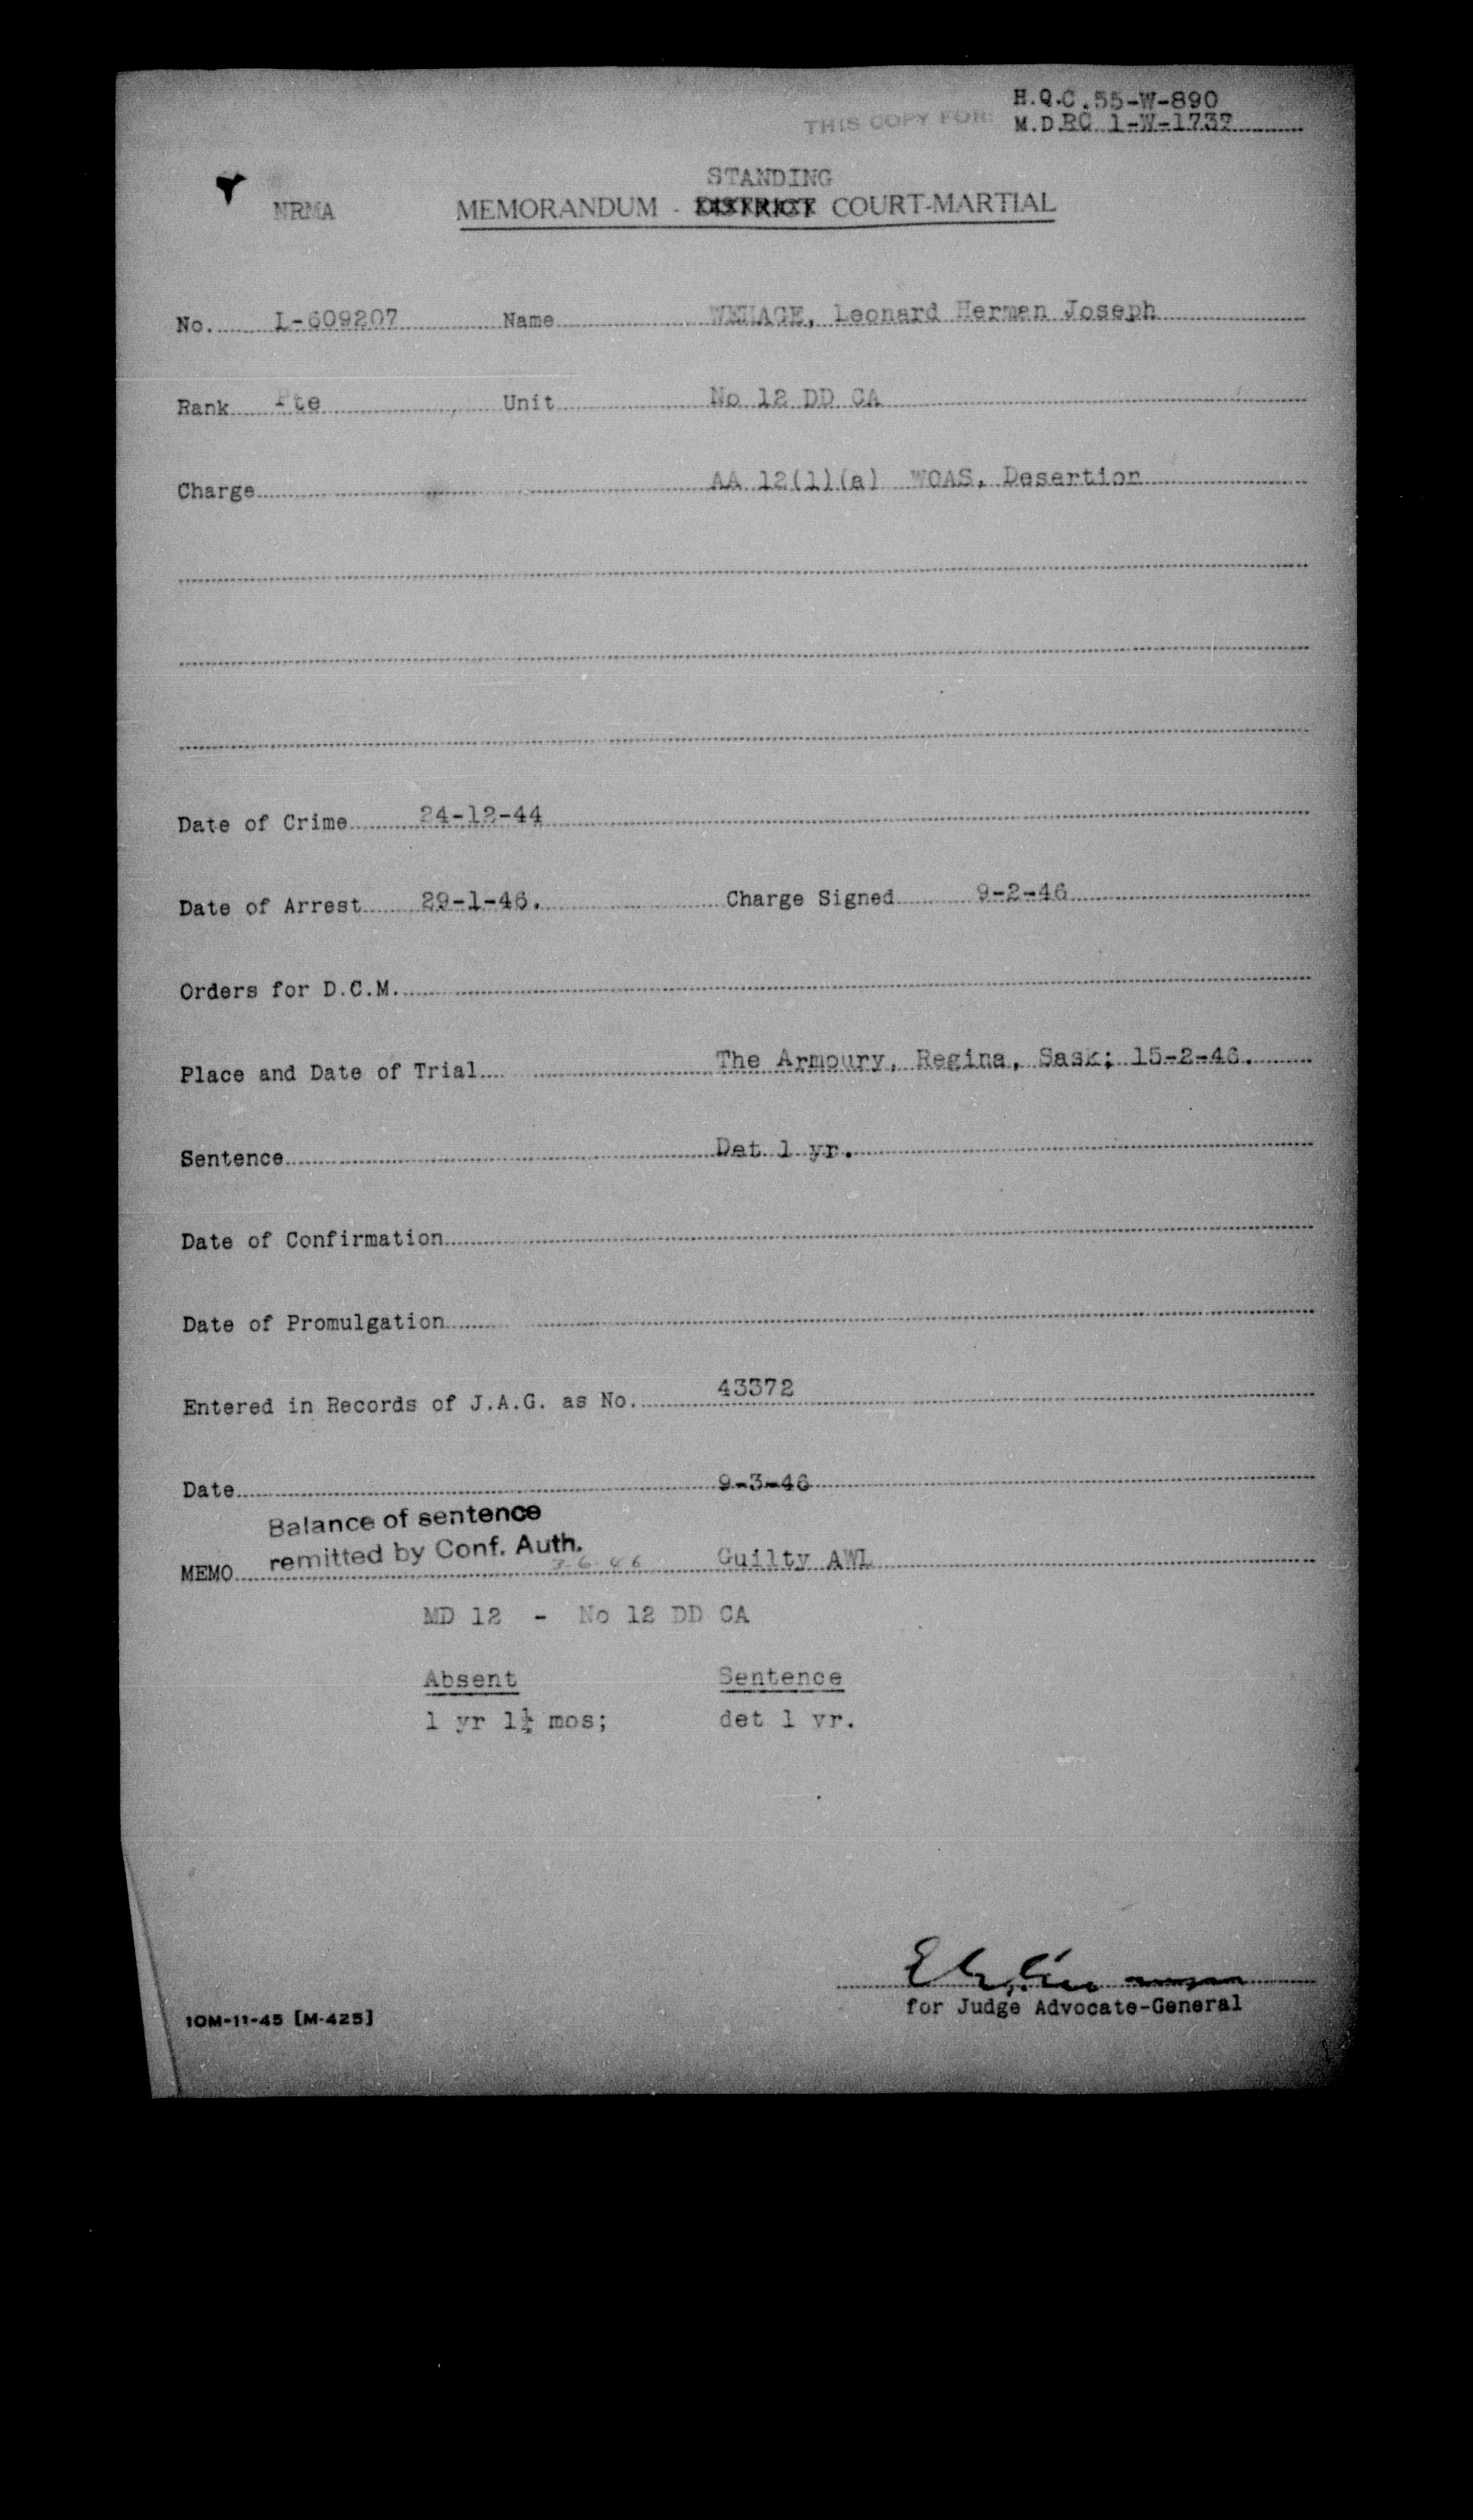 H.Q.C.55-W-890
THIS COPY FOR:
M.D.RC 1-W-1737
STANDING
NRMA MEMORANDUM - DISTRICT COURT-MARTIAL
No. L-609207 Name WEHAGE, Leonard Herman Joseph
Rank Pte Unit No 12 DD CA
Charge AA 12(1)(a) WOAS, Desertion
Date of Crime 24-12-44
Date of Arrest 29-1-46. Charge Signed 9-2-46
Orders for D.C.M.
Place and Date of Trial The Armoury, Regina, Sask; 15-2-46.
Sentence Det 1 yr.
Date of Confirmation
Date of Promulgation
Entered in Records of J.A.G. as No. 43372
Date 9-3-46
Balance of sentence
remitted by Conf. Auth.
MEMO 3-6-46 Guilty AWL
MD 12 - No 12 DD CA
Absent Sentence
1 yr 1¼ mos; det 1 yr.
for Judge Advocate-General
10M-11-45 [M-425]